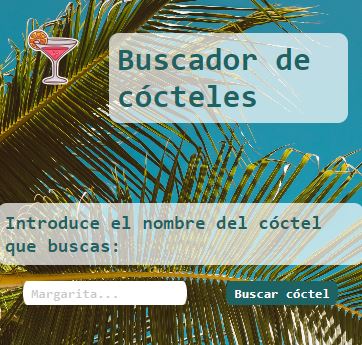 Buscador de
cócteles
Introduce el nombre del cóctel
que buscas:
Margarita...
Buscar cóctel